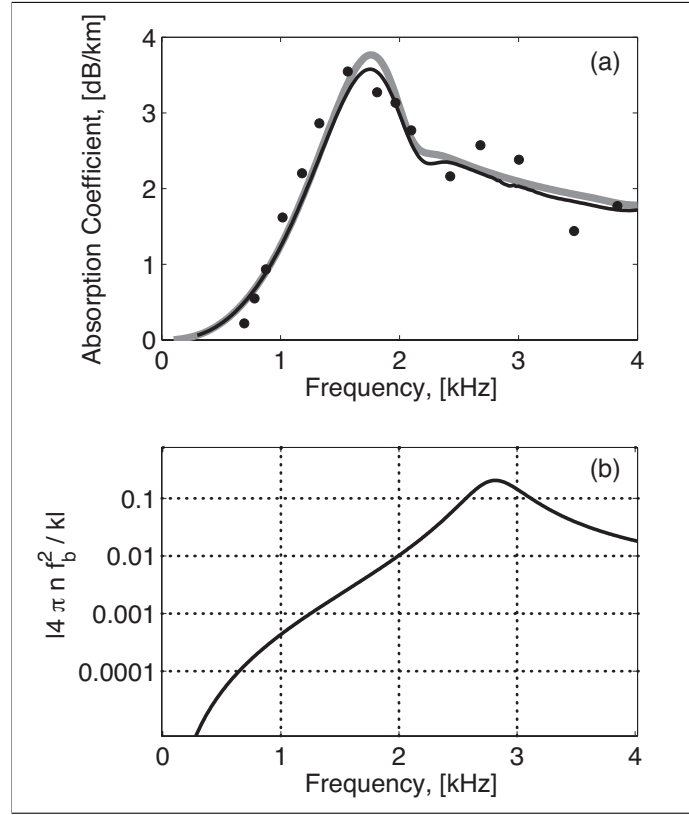 (a)
Absorption Coefficient, [dB/km]
4
3
2
1
0
0 1 2 3 4
Frequency, [kHz]
(b)
|4 π n f_b^2 / k|
0.1
0.01
0.001
0.0001
0 1 2 3 4
Frequency, [kHz]